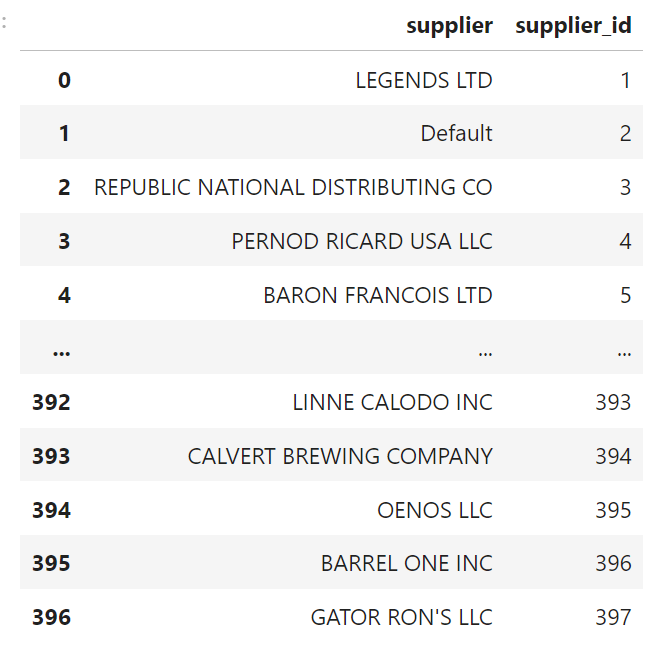 :
supplier supplier_id
0 LEGENDS LTD 1
1 Default 2
2 REPUBLIC NATIONAL DISTRIBUTING CO 3
3 PERNOD RICARD USA LLC 4
4 BARON FRANCOIS LTD 5
... ... ...
392 LINNE CALODO INC 393
393 CALVERT BREWING COMPANY 394
394 OENOS LLC 395
395 BARREL ONE INC 396
396 GATOR RON'S LLC 397